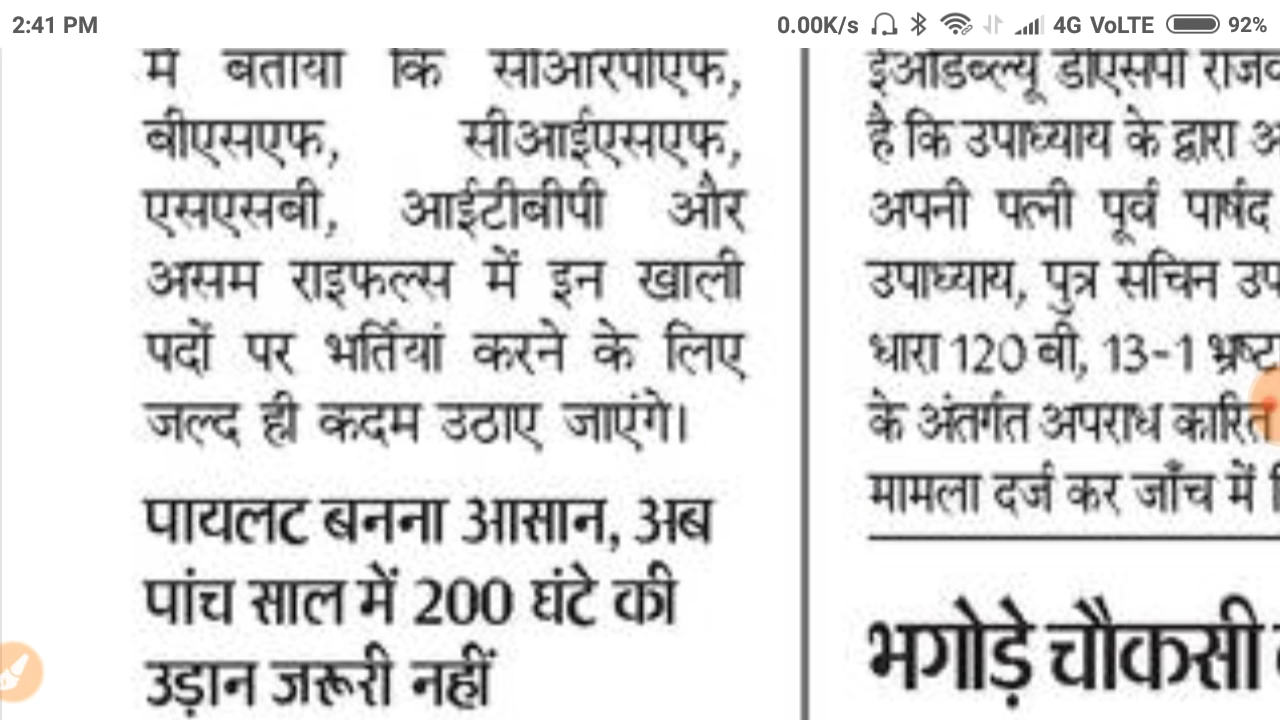 2:41 PM 0.00K/s 4G VoLTE 92%
में बताया कि सीआरपीएफ,
बीएसएफ, सीआईएसएफ,
एसएसबी, आईटीबीपी और
असम राइफल्स में इन खाली
पदों पर भर्तियां करने के लिए
जल्द ही कदम उठाए जाएंगे।
पायलट बनना आसान, अब
पांच साल में 200 घंटे की
उड़ान जरूरी नहीं
ईओडब्ल्यू डीएसपी
है कि उपाध्याय के द्वारा
अपनी पत्नी पूर्व पार्षद
उपाध्याय, पुत्र सचिन
धारा 120 बी, 13-1
के अंतर्गत अपराध कारित
मामला दर्ज कर जाँच में
भगोड़े चौकसी